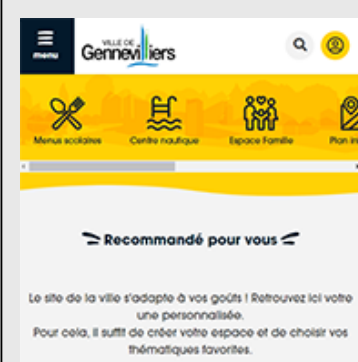 menu
VILLE DE
Gennevilliers
Menus scolaires
Centre nautique
Espace Famille
Plan in
Recommandé pour vous
Le site de la ville s'adapte à vos goûts ! Retrouvez ici votre
une personnalisée.
Pour cela, il suffit de créer votre espace et de choisir vos
thématiques favorites.